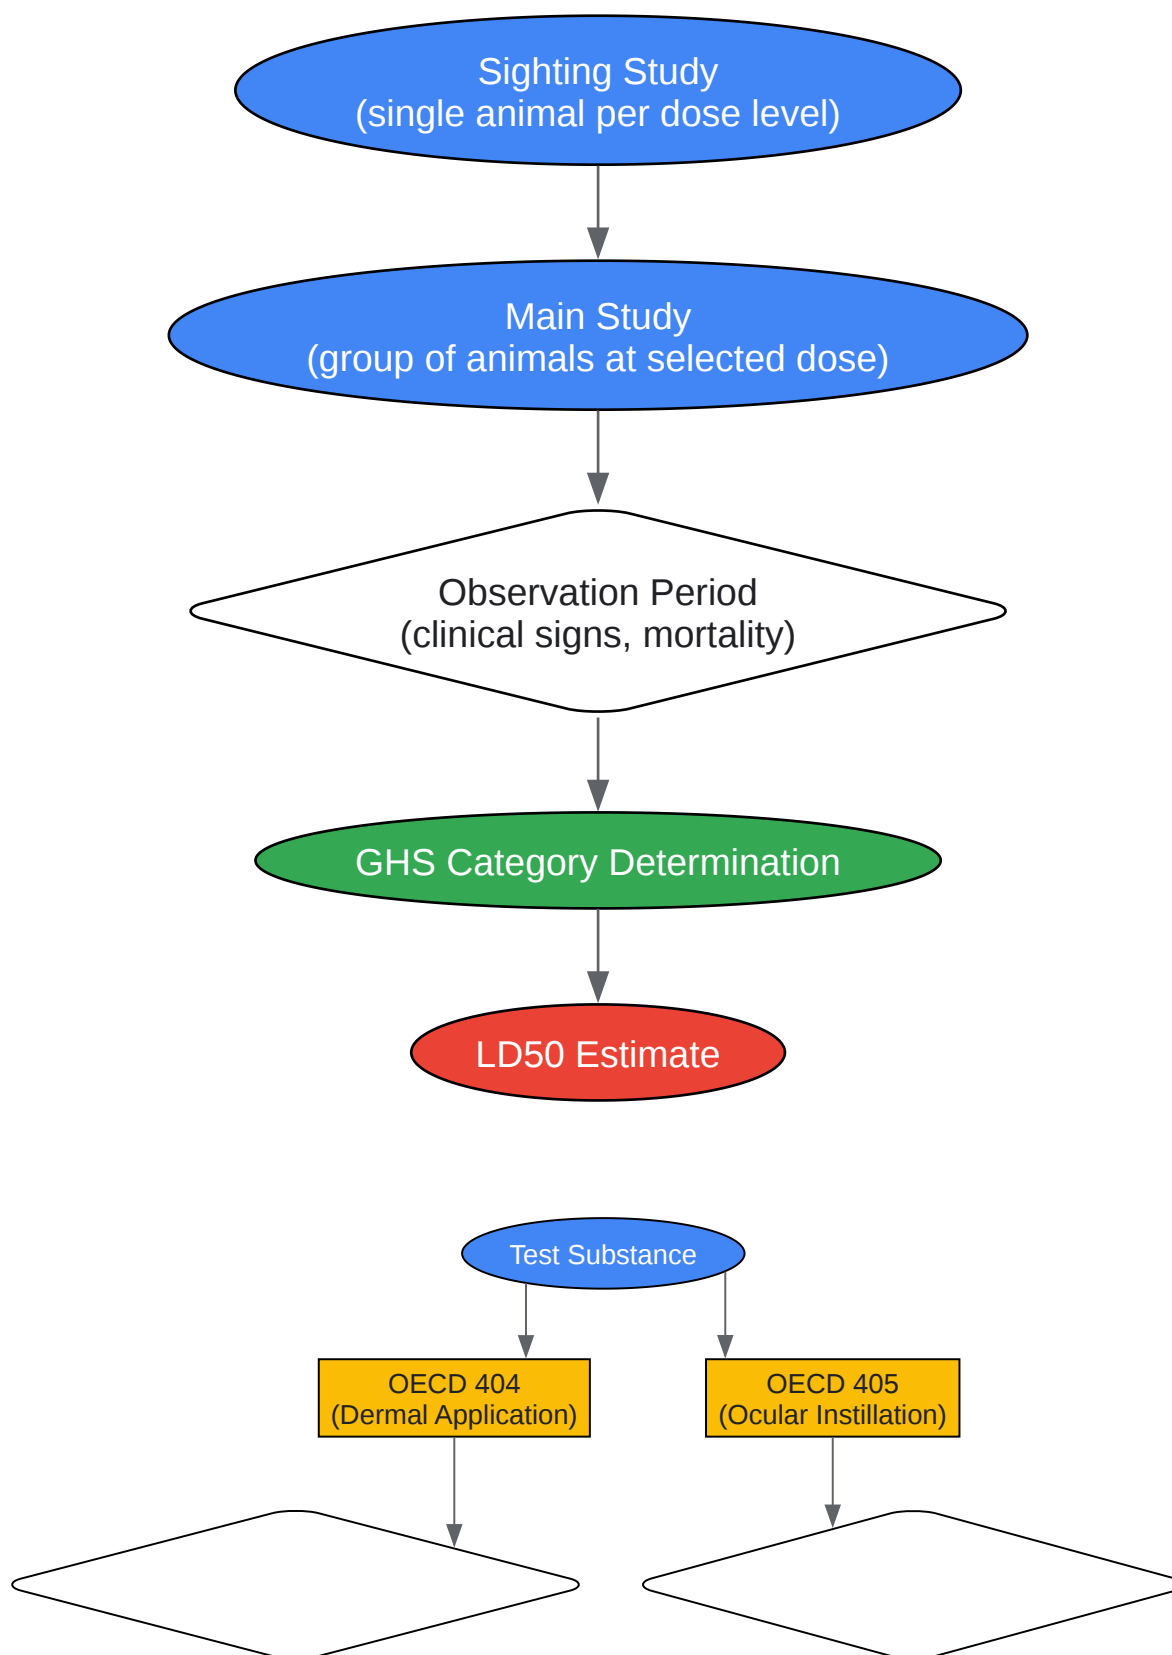 Sighting Study
(single animal per dose level)
Main Study
(group of animals at selected dose)
Observation Period
(clinical signs, mortality)
GHS Category Determination
LD50 Estimate
Test Substance
OECD 404
(Dermal Application)
OECD 405
(Ocular Instillation)